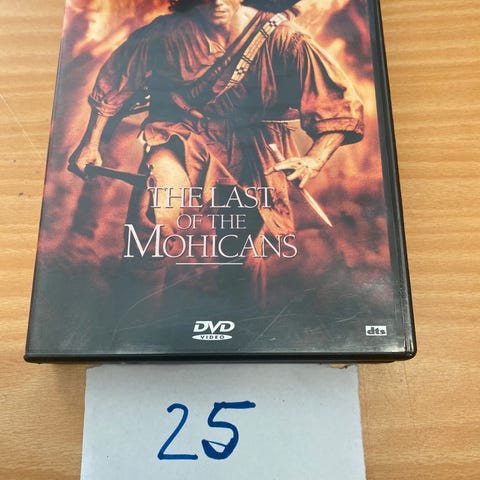 THE LAST
OF THE
MOHICANS
DVD
VIDEO
dts
25